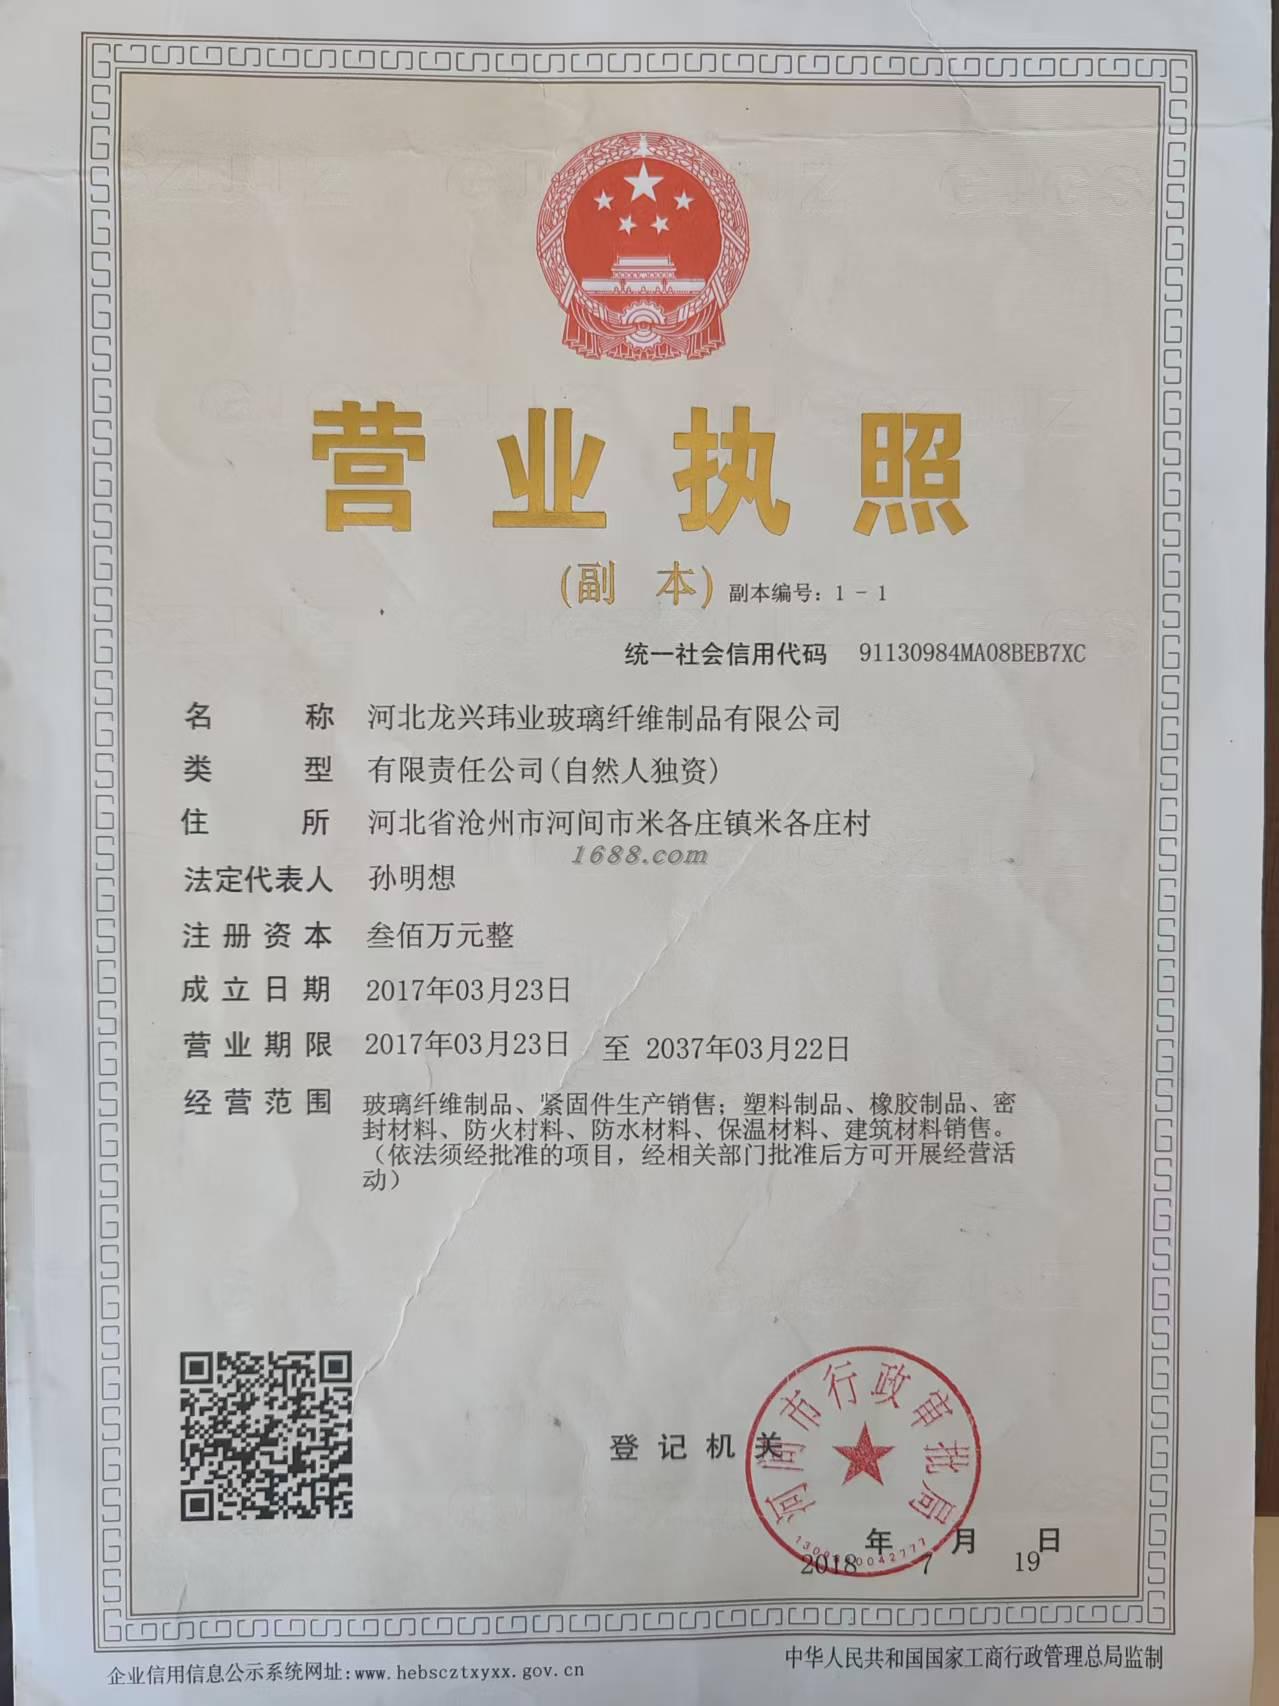 营业执照
(副 本) 副本编号：1 - 1
统一社会信用代码 91130984MA08BEB7XC
名称 河北龙兴玮业玻璃纤维制品有限公司
类型 有限责任公司(自然人独资)
住所 河北省沧州市河间市米各庄镇米各庄村
1688.com
法定代表人 孙明想
注册资本 叁佰万元整
成立日期 2017年03月23日
营业期限 2017年03月23日 至 2037年03月22日
经营范围 玻璃纤维制品、紧固件生产销售；塑料制品、橡胶制品、密
封材料、防火材料、防水材料、保温材料、建筑材料销售。
（依法须经批准的项目，经相关部门批准后方可开展经营活
动）
登记机关
河间市行政审批局
2018年7月19日
企业信用信息公示系统网址:www.hebscztxyxx.gov.cn
中华人民共和国国家工商行政管理总局监制